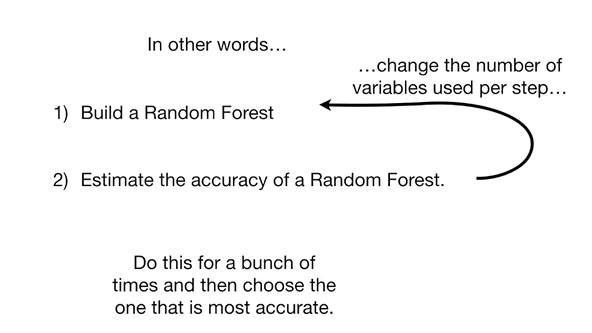 In other words…
…change the number of
variables used per step…
1) Build a Random Forest
2) Estimate the accuracy of a Random Forest.
Do this for a bunch of
times and then choose the
one that is most accurate.